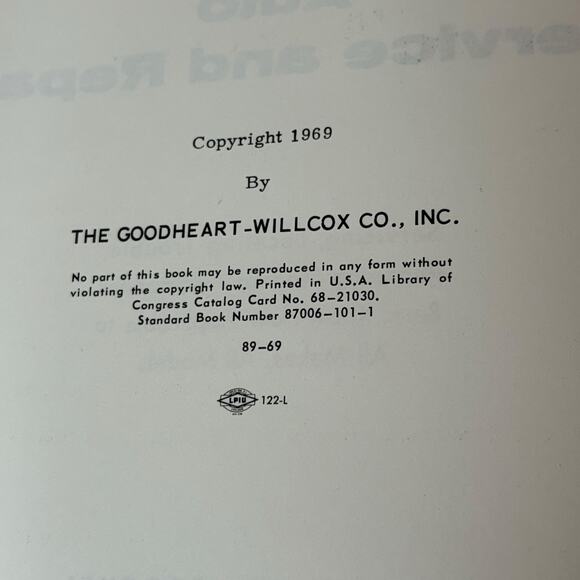 Copyright 1969
By
THE GOODHEART-WILLCOX CO., INC.
No part of this book may be reproduced in any form without
violating the copyright law. Printed in U.S.A. Library of
Congress Catalog Card No. 68-21030.
Standard Book Number 87006-101-1
89-69
LPIU 122-L